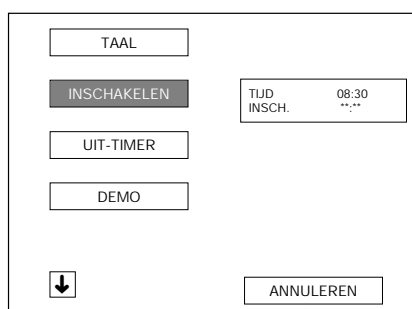 TAAL
INSCHAKELEN
TIJD 08:30
INSCH. **:**
UIT-TIMER
DEMO
ANNULEREN